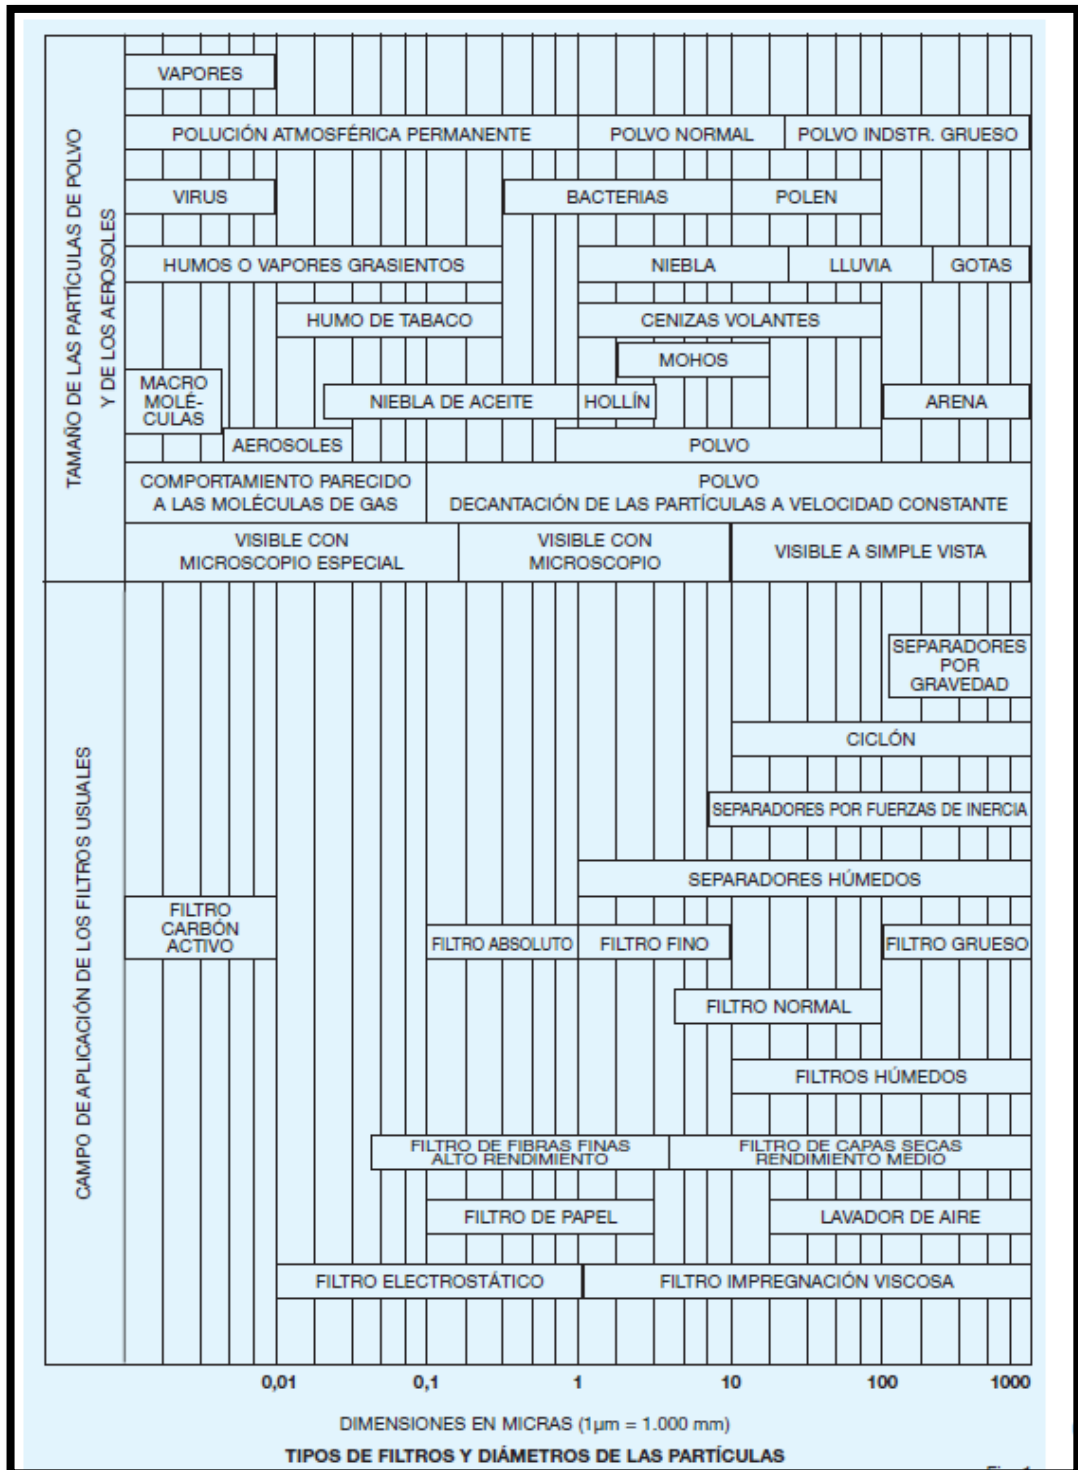 TAMAÑO DE LAS PARTÍCULAS DE POLVO
Y DE LOS AEROSOLES
VAPORES
POLUCIÓN ATMOSFÉRICA PERMANENTE
POLVO NORMAL
POLVO INDSTR. GRUESO
VIRUS
BACTERIAS
POLEN
HUMOS O VAPORES GRASIENTOS
NIEBLA
LLUVIA
GOTAS
HUMO DE TABACO
CENIZAS VOLANTES
MOHOS
MACRO
MOLÉ-
CULAS
NIEBLA DE ACEITE
HOLLÍN
ARENA
AEROSOLES
POLVO
COMPORTAMIENTO PARECIDO
A LAS MOLÉCULAS DE GAS
POLVO
DECANTACIÓN DE LAS PARTÍCULAS A VELOCIDAD CONSTANTE
VISIBLE CON
MICROSCOPIO ESPECIAL
VISIBLE CON
MICROSCOPIO
VISIBLE A SIMPLE VISTA
CAMPO DE APLICACIÓN DE LOS FILTROS USUALES
SEPARADORES
POR
GRAVEDAD
CICLÓN
SEPARADORES POR FUERZAS DE INERCIA
SEPARADORES HÚMEDOS
FILTRO
CARBÓN
ACTIVO
FILTRO ABSOLUTO
FILTRO FINO
FILTRO GRUESO
FILTRO NORMAL
FILTROS HÚMEDOS
FILTRO DE FIBRAS FINAS
ALTO RENDIMIENTO
FILTRO DE CAPAS SECAS
RENDIMIENTO MEDIO
FILTRO DE PAPEL
LAVADOR DE AIRE
FILTRO ELECTROSTÁTICO
FILTRO IMPREGNACIÓN VISCOSA
0,01 0,1 1 10 100 1000
DIMENSIONES EN MICRAS (1µm = 1.000 mm)
TIPOS DE FILTROS Y DIÁMETROS DE LAS PARTÍCULAS